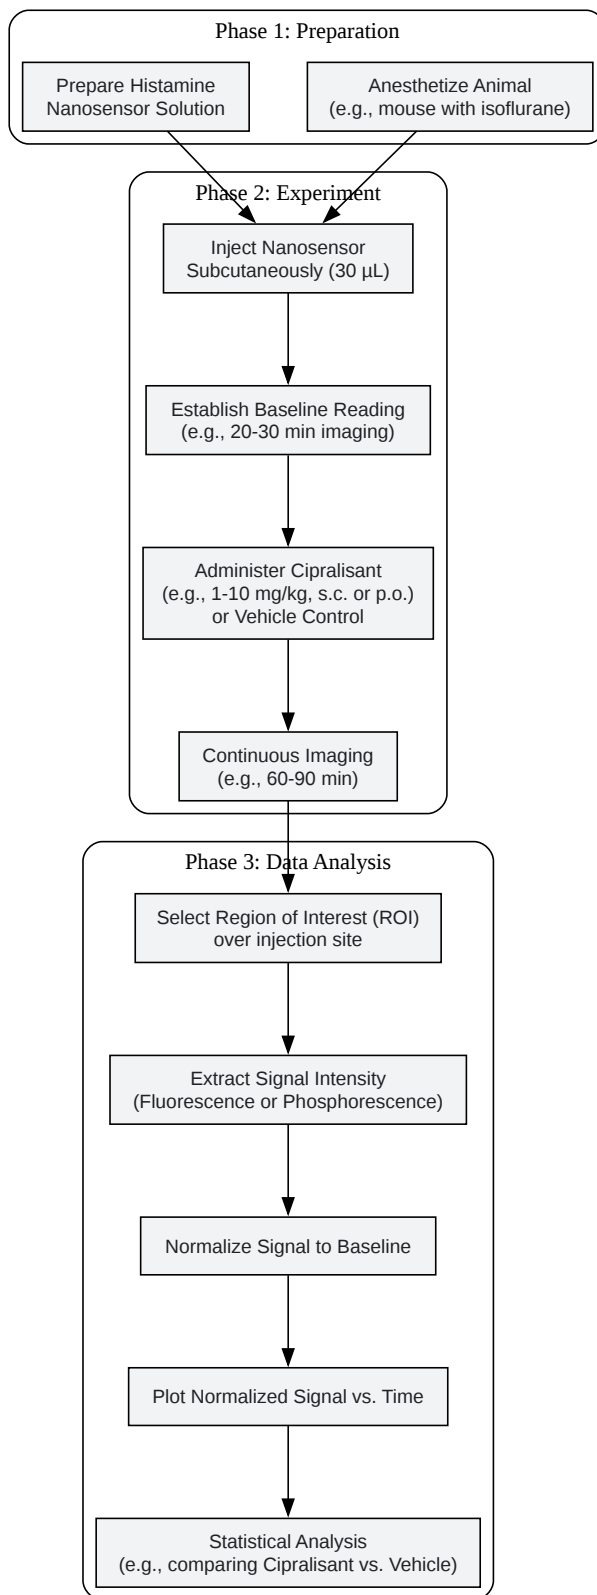 Phase 1: Preparation
Prepare Histamine
Nanosensor Solution
Anesthetize Animal
(e.g., mouse with isoflurane)
Phase 2: Experiment
Inject Nanosensor
Subcutaneously (30 µL)
Establish Baseline Reading
(e.g., 20-30 min imaging)
Administer Cipralisant
(e.g., 1-10 mg/kg, s.c. or p.o.)
or Vehicle Control
Continuous Imaging
(e.g., 60-90 min)
Phase 3: Data Analysis
Select Region of Interest (ROI)
over injection site
Extract Signal Intensity
(Fluorescence or Phosphorescence)
Normalize Signal to Baseline
Plot Normalized Signal vs. Time
Statistical Analysis
(e.g., comparing Cipralisant vs. Vehicle)